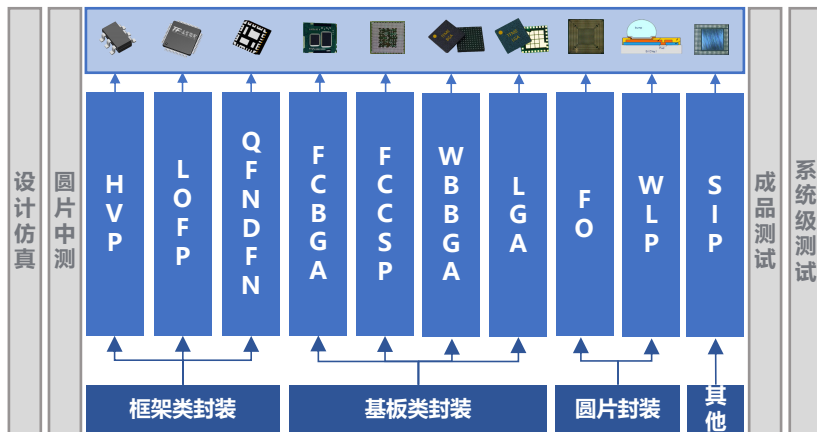 设计仿真
圆片中测
HVP
LOFP
QFNDFN
FCBGA
FCCSP
WBBGA
LGA
FO
WLP
SIP
成品测试
系统级测试
框架类封装
基板类封装
圆片封装
其他